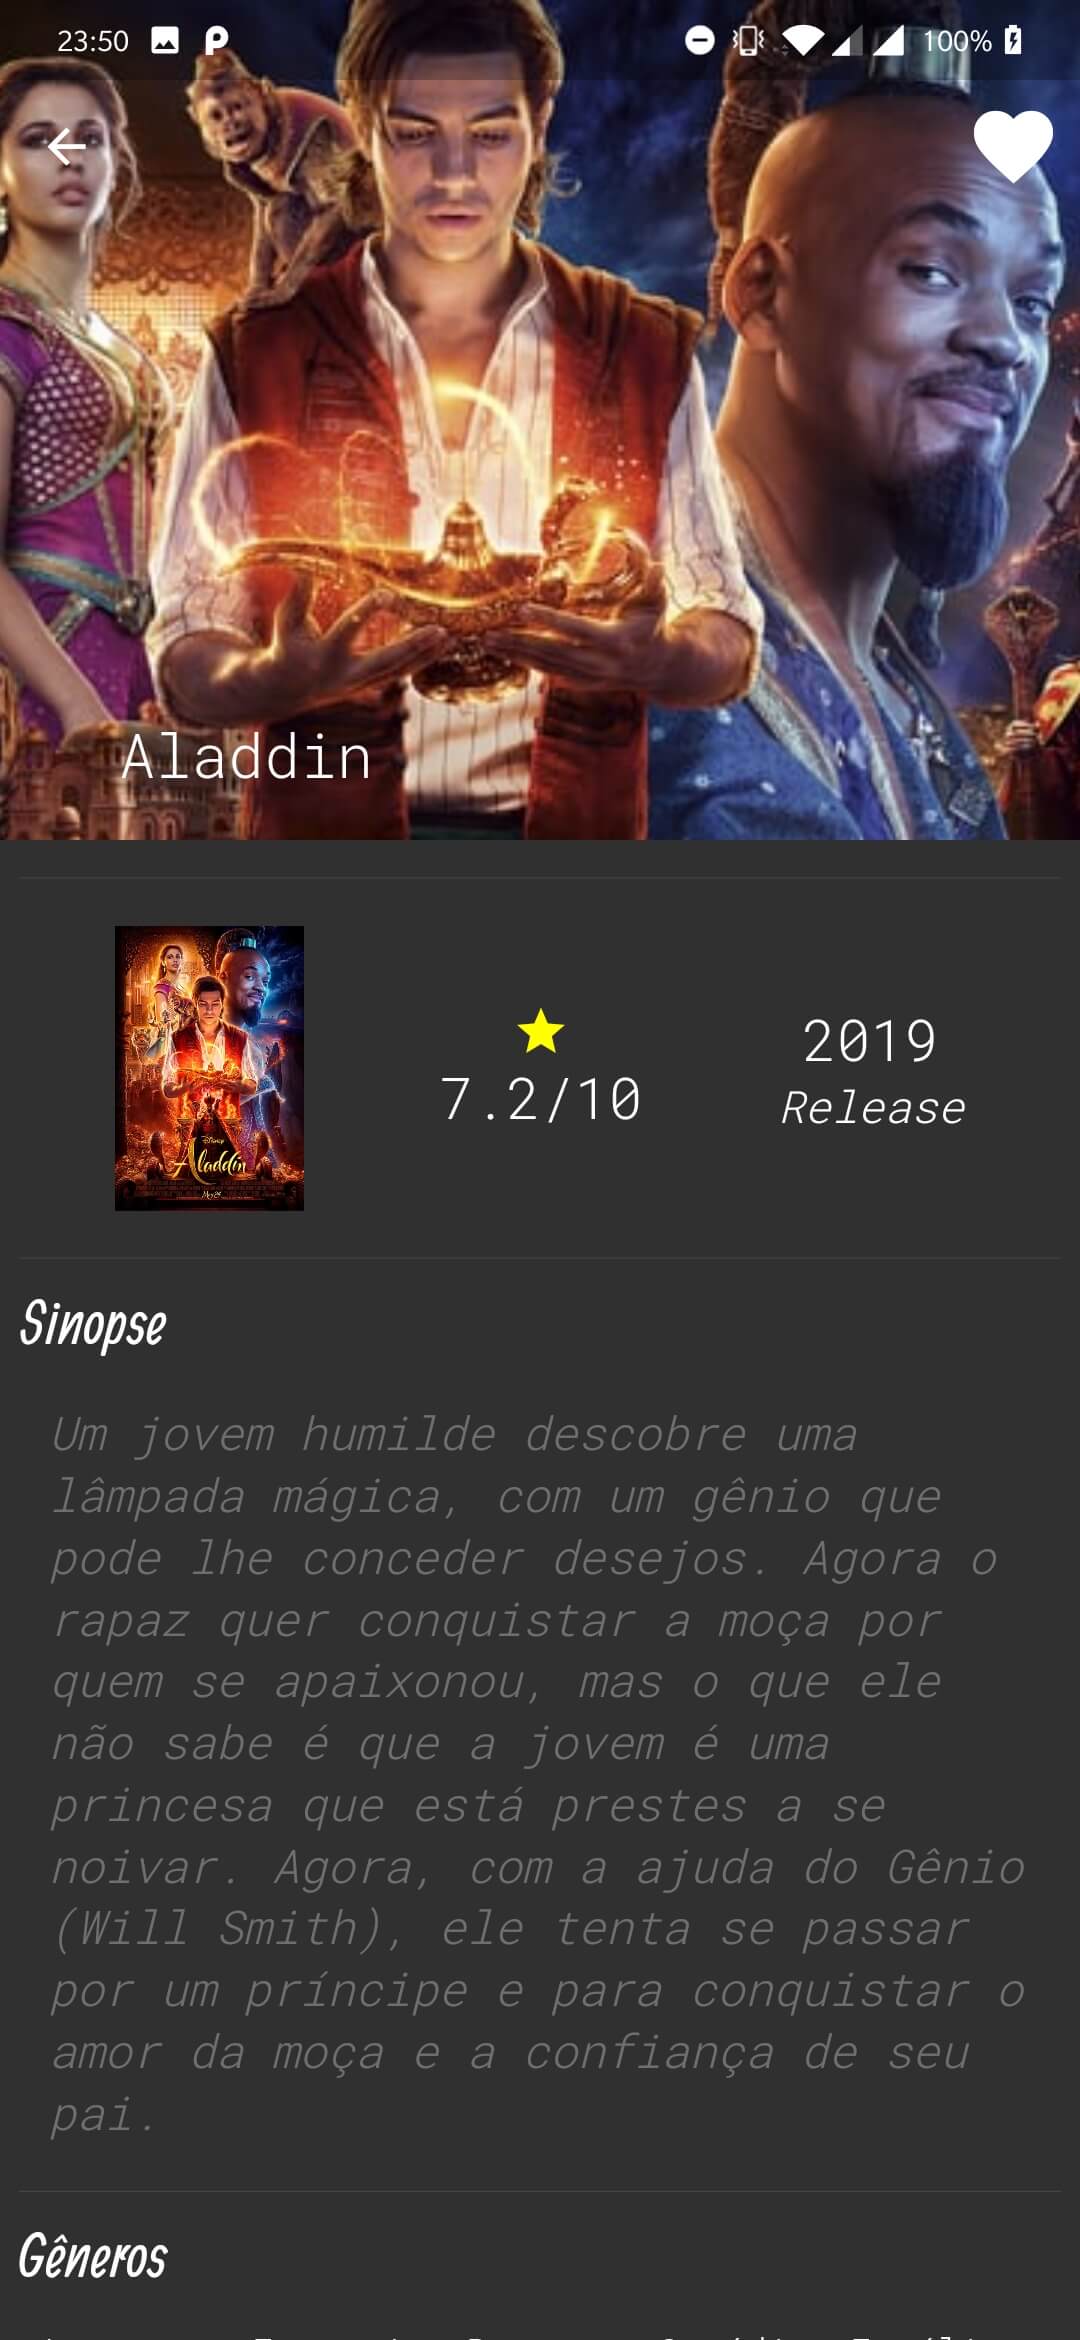 23:50
100%
Aladdin
Disney
Aladdin
2019
7.2/10
Release
Sinopse
Um jovem humilde descobre uma
lâmpada mágica, com um gênio que
pode lhe conceder desejos. Agora o
rapaz quer conquistar a moça por
quem se apaixonou, mas o que ele
não sabe é que a jovem é uma
princesa que está prestes a se
noivar. Agora, com a ajuda do Gênio
(Will Smith), ele tenta se passar
por um príncipe e para conquistar o
amor da moça e a confiança de seu
pai.
Gêneros